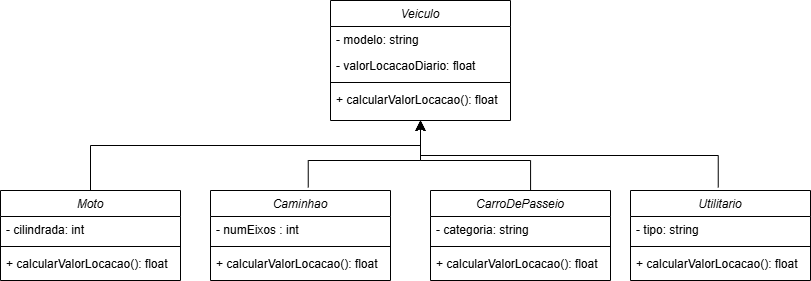 Veiculo
- modelo: string
- valorLocacaoDiario: float
+ calcularValorLocacao(): float
Moto
- cilindrada: int
+ calcularValorLocacao(): float
Caminhao
- numEixos : int
+ calcularValorLocacao(): float
CarroDePasseio
- categoria: string
+ calcularValorLocacao(): float
Utilitario
- tipo: string
+ calcularValorLocacao(): float